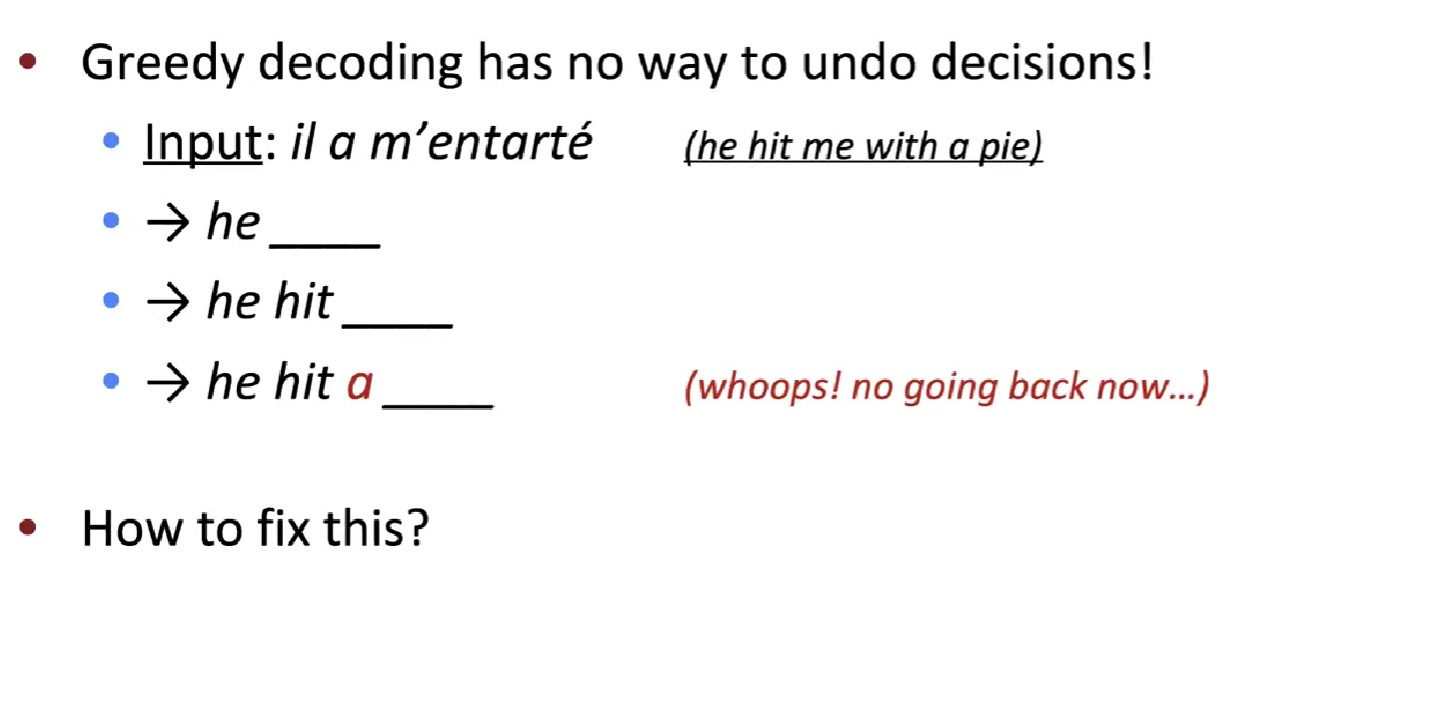 • Greedy decoding has no way to undo decisions!
• Input: il a m’entarté (he hit me with a pie)
• → he ____
• → he hit ____
• → he hit a ____ (whoops! no going back now…)
• How to fix this?